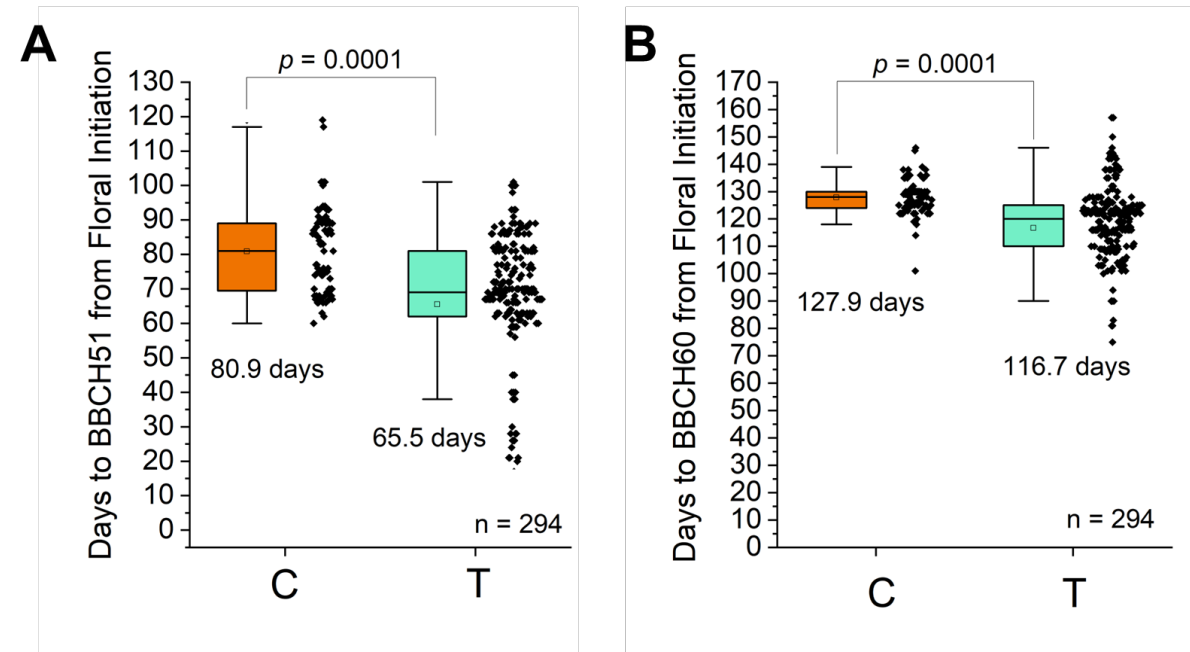 A
Days to BBCH51 from Floral Initiation
p = 0.0001
130
120
110
100
90
80
70
60
50
40
30
20
10
0
80.9 days
65.5 days
n = 294
C T
B
Days to BBCH60 from Floral Initiation
p = 0.0001
170
160
150
140
130
120
110
100
90
80
70
60
50
40
30
20
10
0
127.9 days
116.7 days
n = 294
C T